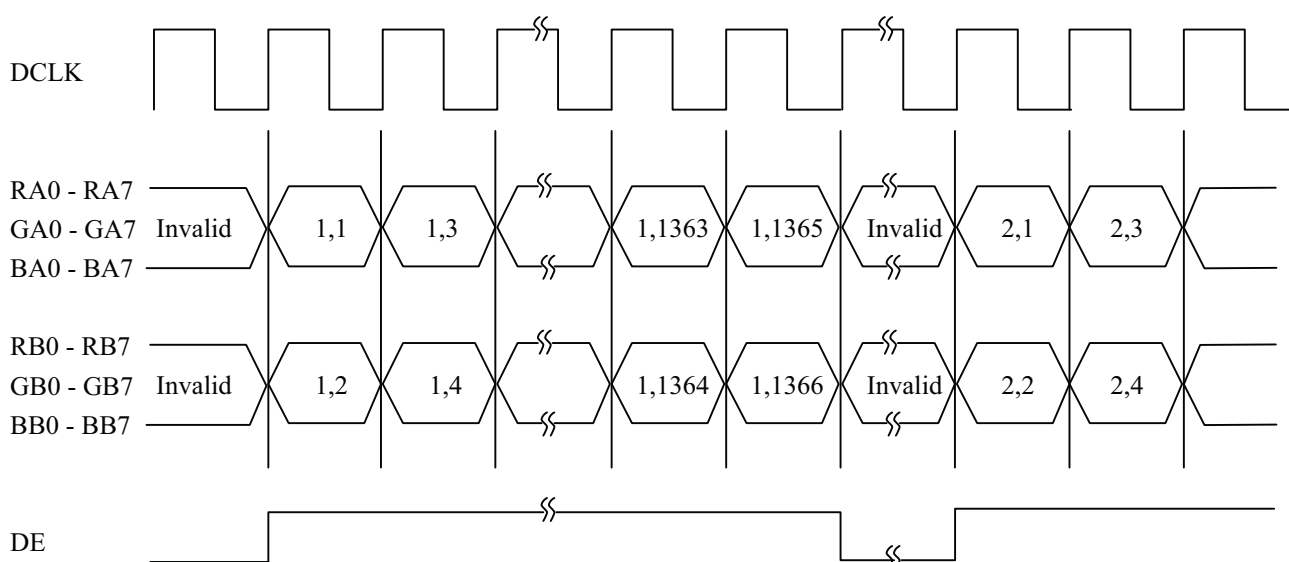 DCLK
RA0 - RA7
GA0 - GA7 Invalid 1,1 1,3 1,1363 1,1365 Invalid 2,1 2,3
BA0 - BA7
RB0 - RB7
GB0 - GB7 Invalid 1,2 1,4 1,1364 1,1366 Invalid 2,2 2,4
BB0 - BB7
DE